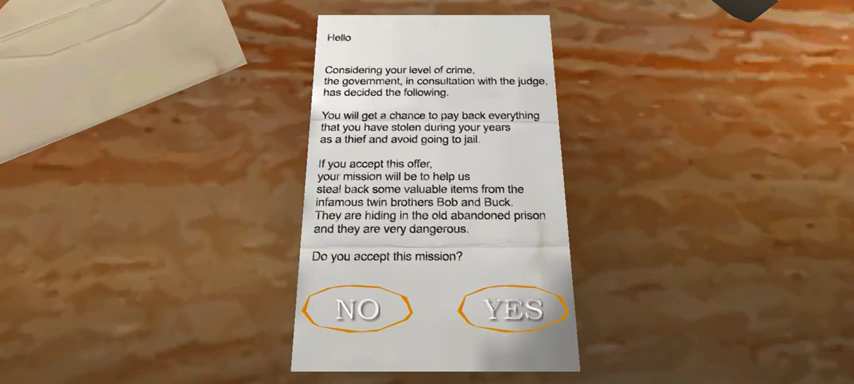 Hello
Considering your level of crime,
the government, in consultation with the judge,
has decided the following.
You will get a chance to pay back everything
that you have stolen during your years
as a thief and avoid going to jail.
If you accept this offer,
your mission will be to help us
steal back some valuable items from the
infamous twin brothers Bob and Buck.
They are hiding in the old abandoned prison
and they are very dangerous.
Do you accept this mission?
NO YES